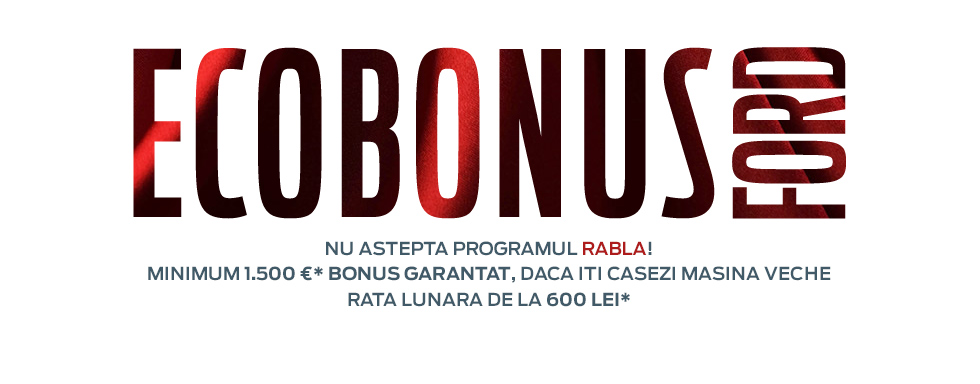 ECOBONUS FORD
NU ASTEPTA PROGRAMUL RABLA!
MINIMUM 1.500 €* BONUS GARANTAT, DACA ITI CASEZI MASINA VECHE
RATA LUNARA DE LA 600 LEI*